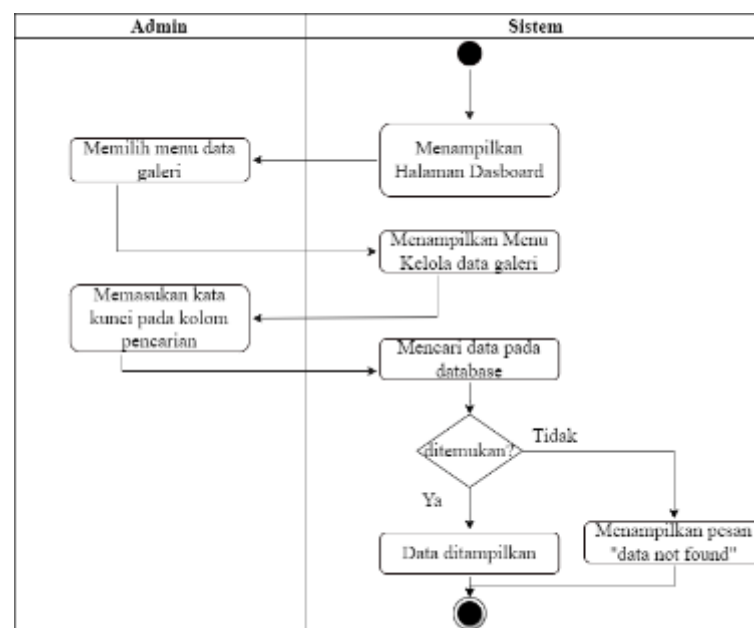 Admin
Sistem
Menampilkan
Halaman Dasboard
Memilih menu data
galeri
Menampilkan Menu
Kelola data galeri
Memasukan kata
kunci pada kolom
pencarian
Mencari data pada
database
ditemukan?
Tidak
Ya
Data ditampilkan
Menampilkan pesan
"data not found"